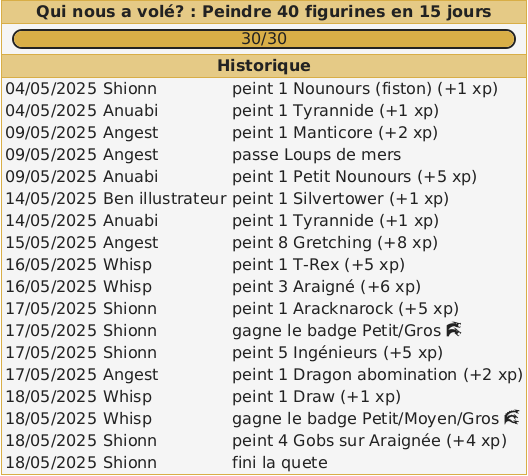 Qui nous a volé? : Peindre 40 figurines en 15 jours
30/30
Historique
04/05/2025 Shionn peint 1 Nounours (fiston) (+1 xp)
04/05/2025 Anuabi peint 1 Tyrannide (+1 xp)
09/05/2025 Angest peint 1 Manticore (+2 xp)
09/05/2025 Angest passe Loups de mers
09/05/2025 Anuabi peint 1 Petit Nounours (+5 xp)
14/05/2025 Ben illustrateur peint 1 Silvertower (+1 xp)
14/05/2025 Anuabi peint 1 Tyrannide (+1 xp)
15/05/2025 Angest peint 8 Gretching (+8 xp)
16/05/2025 Whisp peint 1 T-Rex (+5 xp)
16/05/2025 Whisp peint 3 Araigné (+6 xp)
17/05/2025 Shionn peint 1 Aracknarock (+5 xp)
17/05/2025 Shionn gagne le badge Petit/Gros
17/05/2025 Shionn peint 5 Ingénieurs (+5 xp)
17/05/2025 Angest peint 1 Dragon abomination (+2 xp)
18/05/2025 Whisp peint 1 Draw (+1 xp)
18/05/2025 Whisp gagne le badge Petit/Moyen/Gros
18/05/2025 Shionn peint 4 Gobs sur Araignée (+4 xp)
18/05/2025 Shionn fini la quete